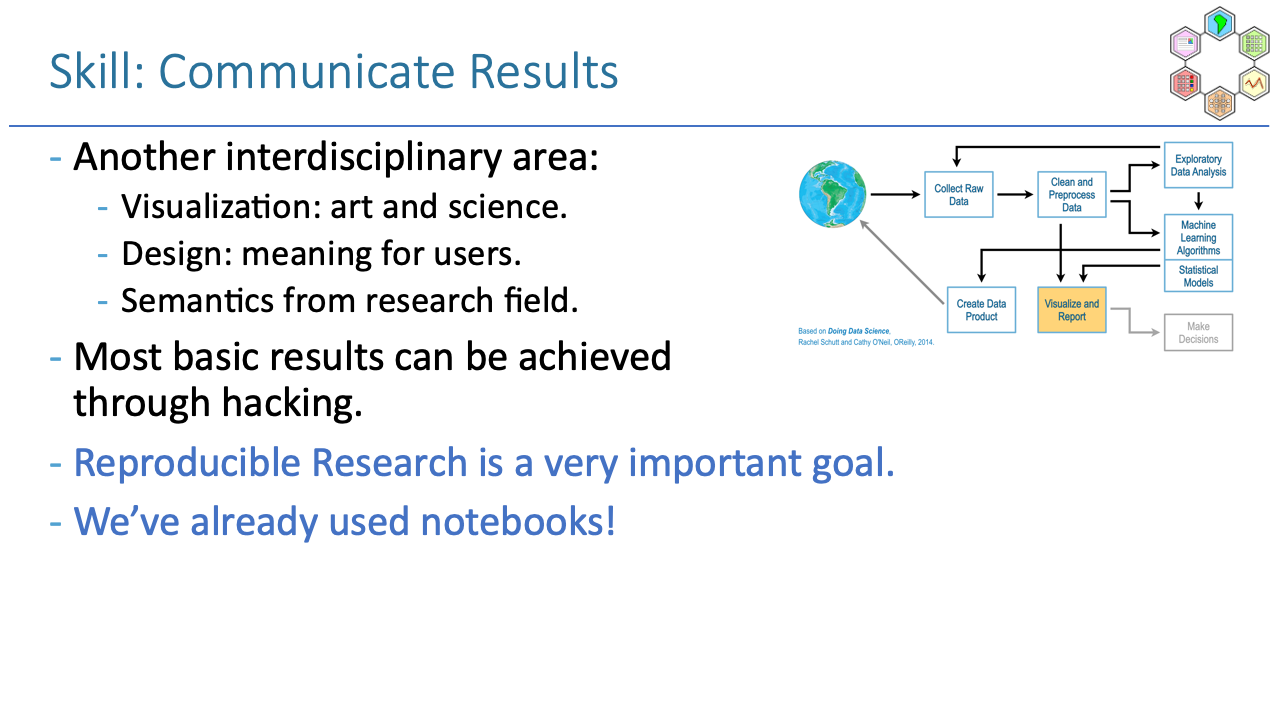 Skill: Communicate Results
- Another interdisciplinary area:
- Visualization: art and science.
- Design: meaning for users.
- Semantics from research field.
- Most basic results can be achieved
through hacking.
- Reproducible Research is a very important goal.
- We’ve already used notebooks!
Collect Raw
Data
Clean and
Preprocess
Data
Exploratory
Data Analysis
Machine
Learning
Algorithms
Statistical
Models
Create Data
Product
Visualize and
Report
Make
Decisions
Based on Doing Data Science,
Rachel Schutt and Cathy O'Neil, OReilly, 2014.